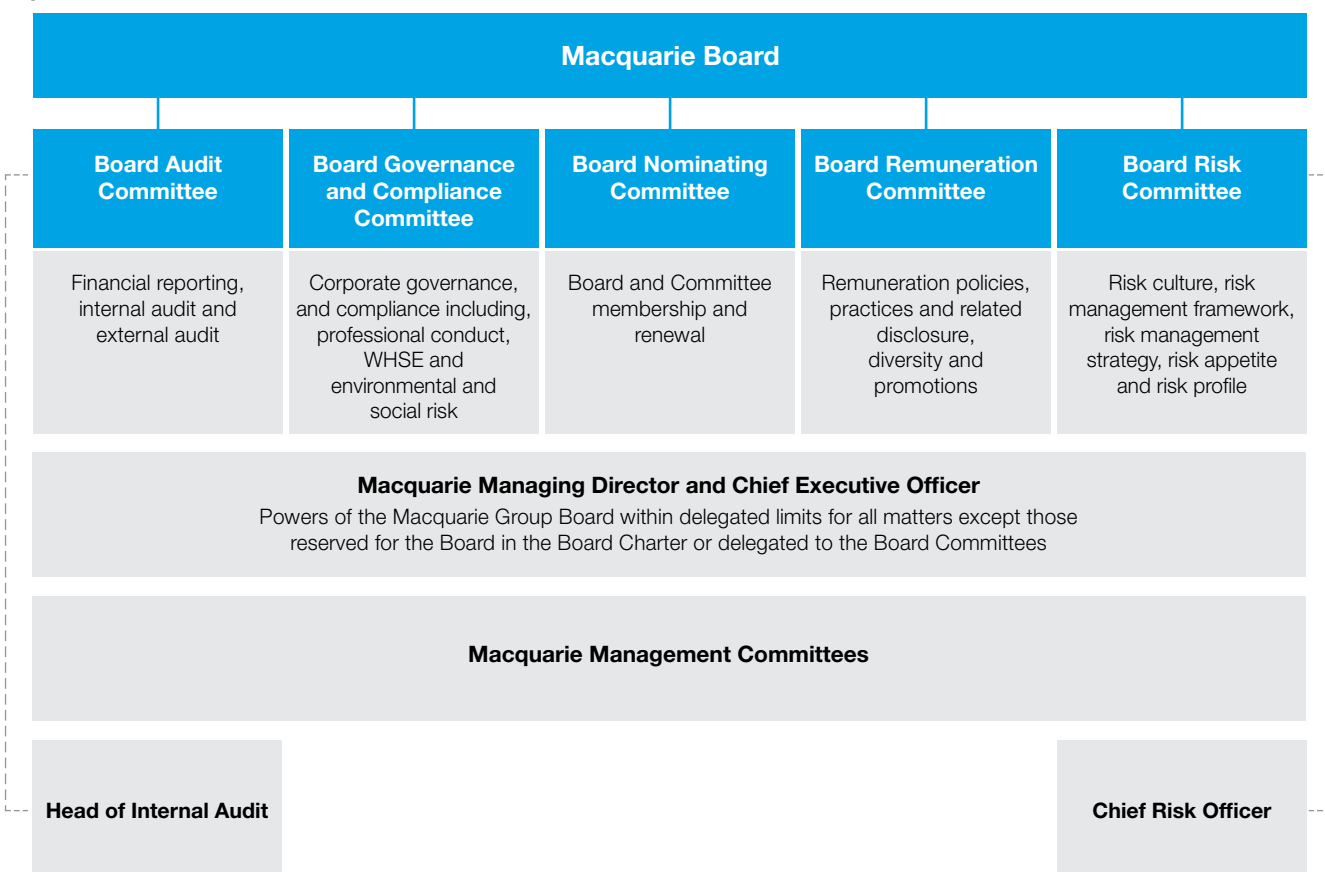 Macquarie Board
Board Audit
Committee
Board Governance
and Compliance
Committee
Board Nominating
Committee
Board Remuneration
Committee
Board Risk
Committee
Financial reporting,
internal audit and
external audit
Corporate governance,
and compliance including,
professional conduct,
WHSE and
environmental and
social risk
Board and Committee
membership and
renewal
Remuneration policies,
practices and related
disclosure,
diversity and
promotions
Risk culture, risk
management framework,
risk management
strategy, risk appetite
and risk profile
Macquarie Managing Director and Chief Executive Officer
Powers of the Macquarie Group Board within delegated limits for all matters except those
reserved for the Board in the Board Charter or delegated to the Board Committees
Macquarie Management Committees
Head of Internal Audit
Chief Risk Officer